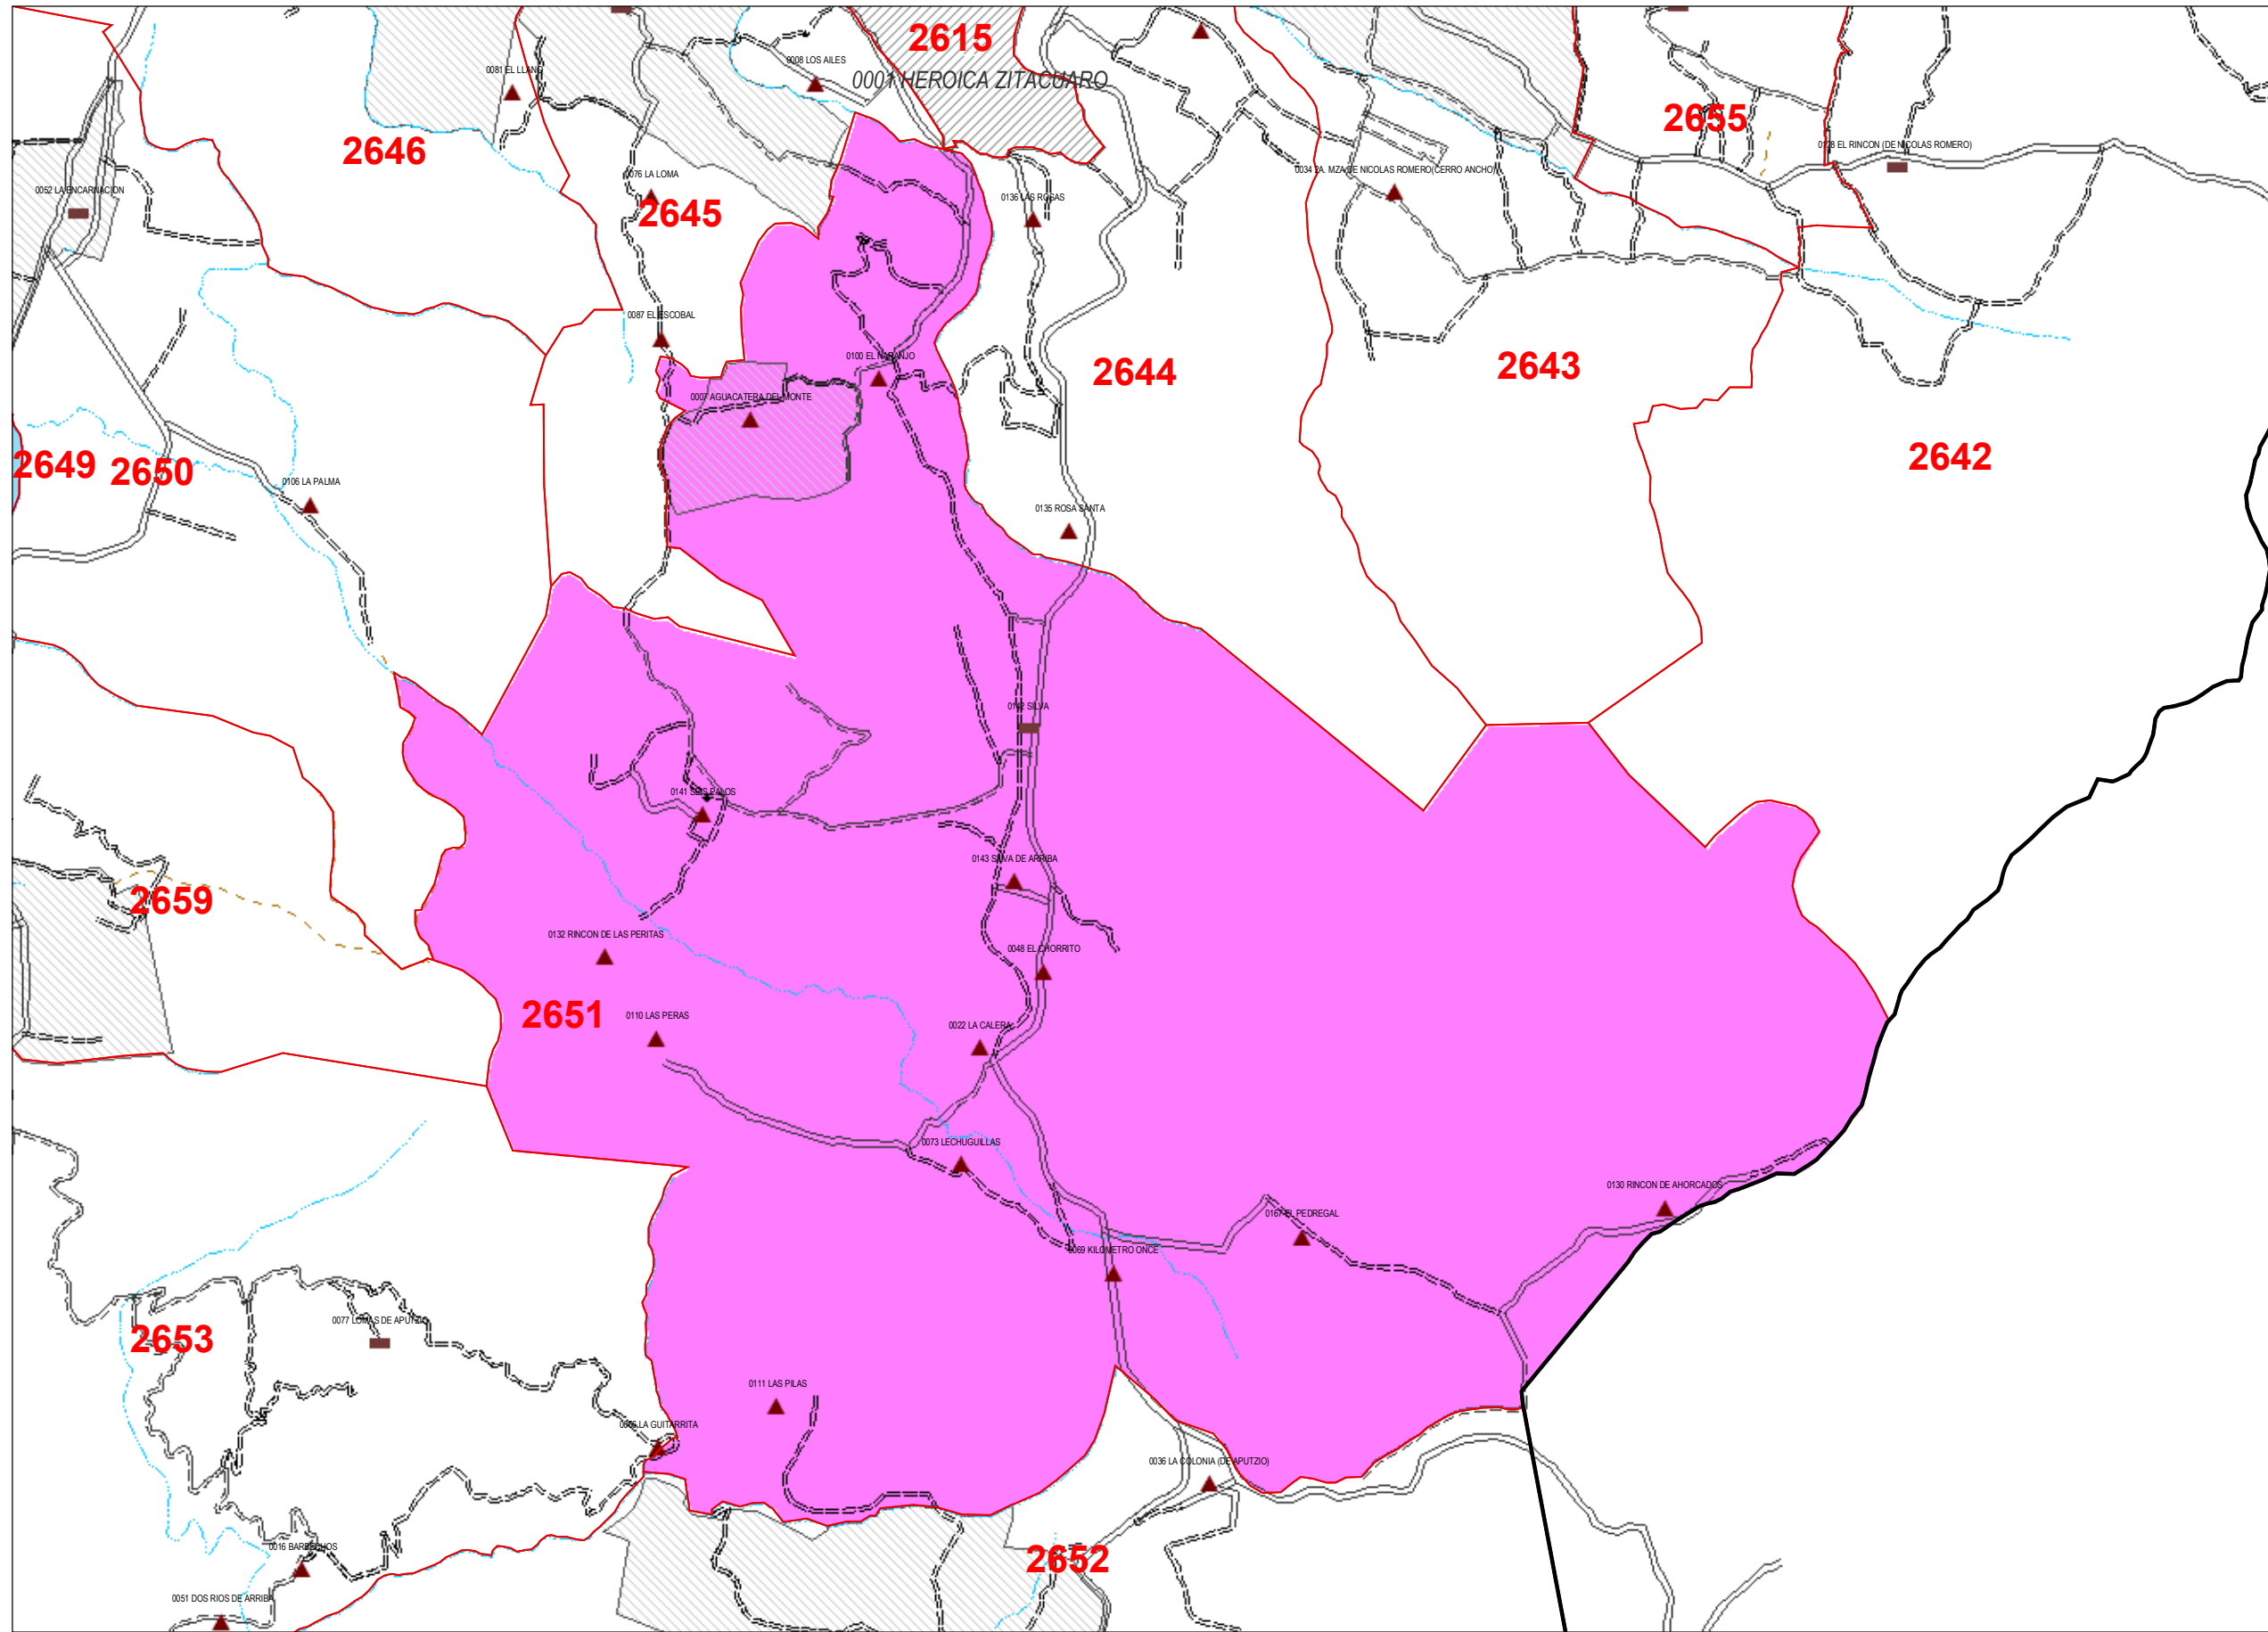 2615
0008 LOS AILES
0081 EL LLANO
0001 HEROICA ZITACUARO
2655
2646
0128 EL RINCON (DE NICOLAS ROMERO)
0076 LA LOMA
0034 2A. MZA DE NICOLAS ROMERO(CERRO ANCHO)
0052 LA ENCARNACION
0136 LAS ROSAS
2645
0087 EL ESCOBAL
0100 EL NARANJO
2644
2643
0007 AGUACATERA DEL MONTE
2642
2649
2650
0106 LA PALMA
0135 ROSA SANTA
0142 SILVA
0141 SEIS PALOS
0143 SILVA DE ARRIBA
2659
0132 RINCON DE LAS PERITAS
0048 EL CHORRITO
2651
0110 LAS PERAS
0022 LA CALERA
0073 LECHUGUILLAS
0130 RINCON DE AHORCADOS
0167 EL PEDREGAL
0069 KILOMETRO ONCE
2653
0077 LOMAS DE APUTZIO
0111 LAS PILAS
LA GUITARRITA
0036 LA COLONIA (DE APUTZIO)
0016 BARBECHOS
2652
0051 DOS RIOS DE ARRIBA